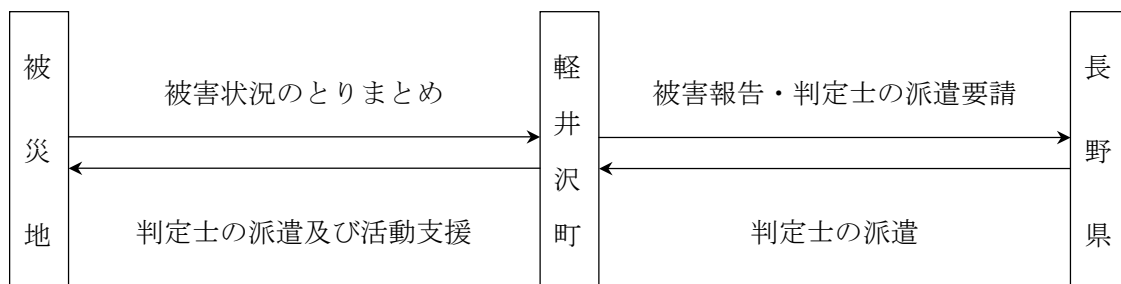 被災地
被害状況のとりまとめ
判定士の派遣及び活動支援
軽井沢町
被害報告・判定士の派遣要請
判定士の派遣
長野県